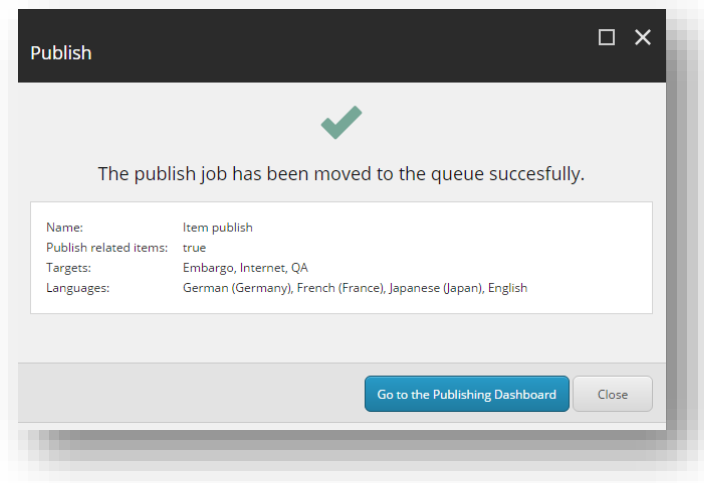 Publish
The publish job has been moved to the queue succesfully.
Name: Item publish
Publish related items: true
Targets: Embargo, Internet, QA
Languages: German (Germany), French (France), Japanese (Japan), English
Go to the Publishing Dashboard Close